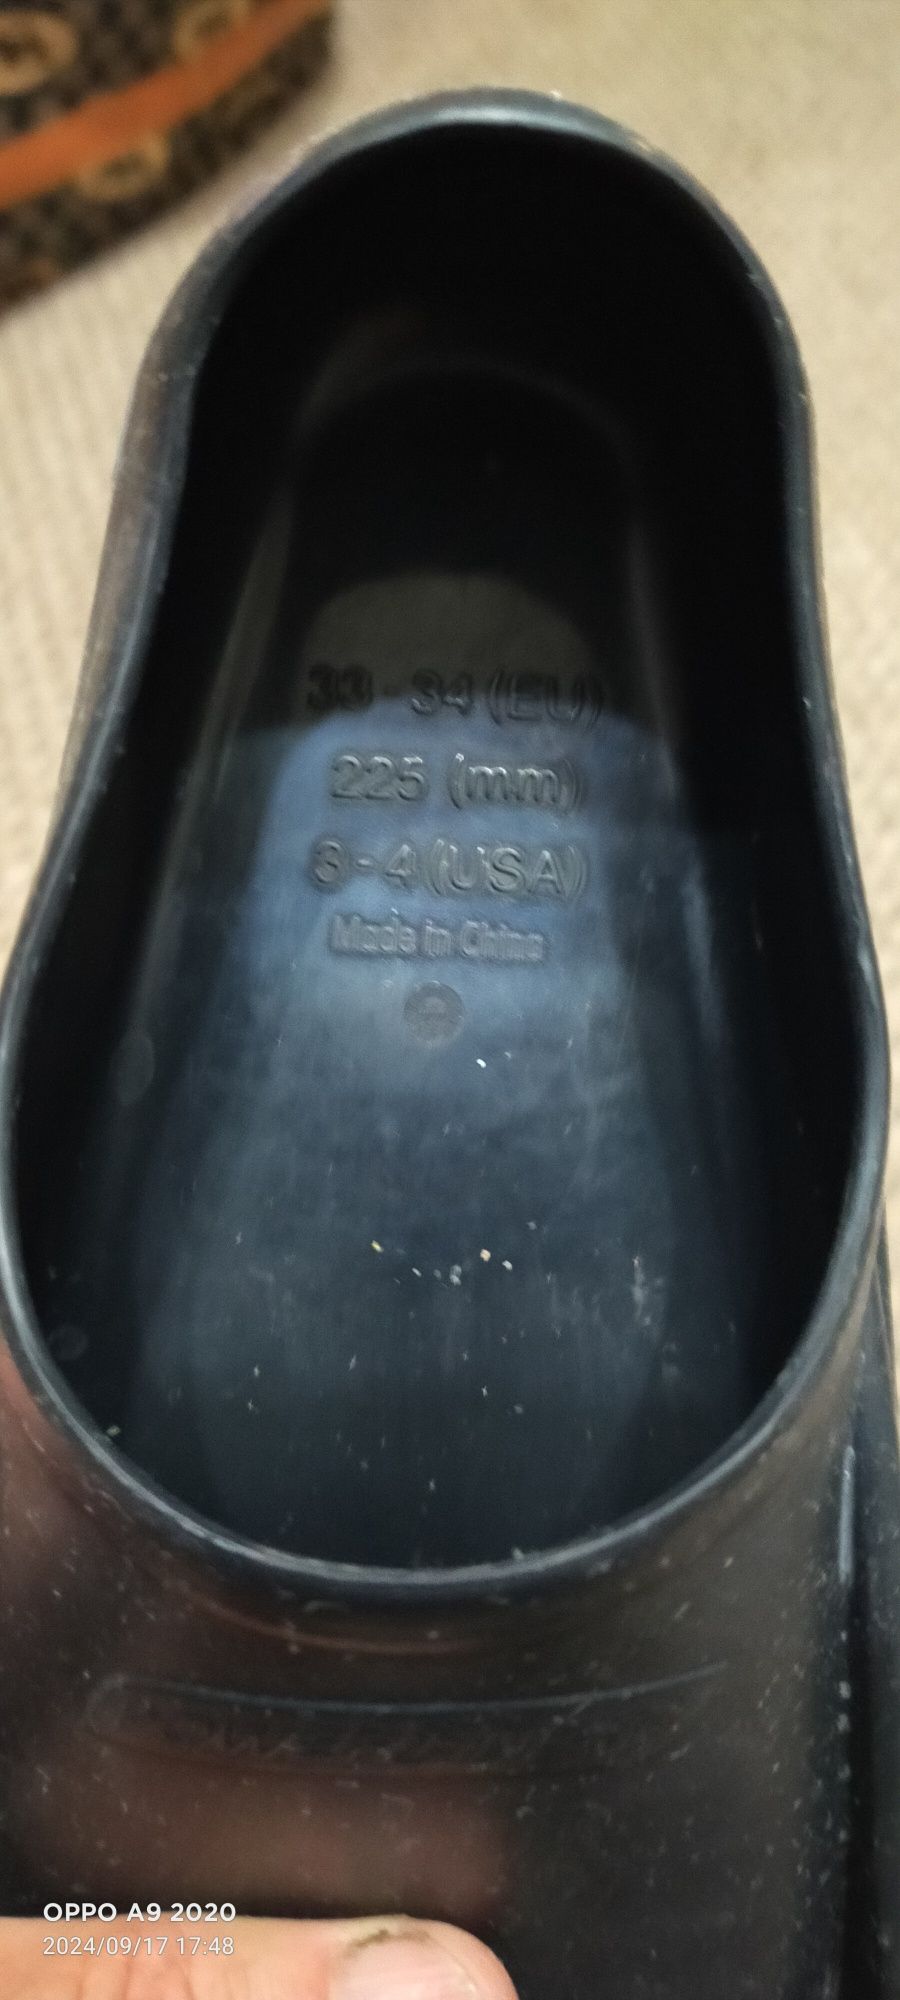 33-34(EU)
225 (mm)
3-4(USA)
Made in China
OPPO A9 2020
2024/09/17 17:48